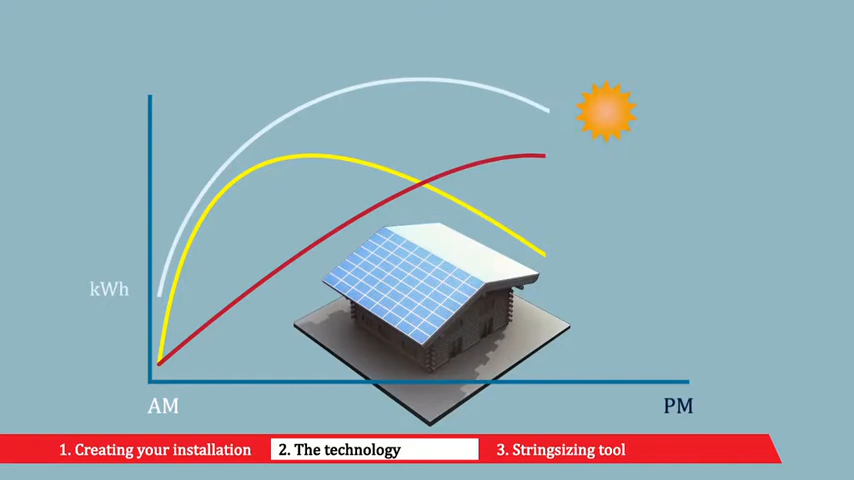 kWh
AM
PM
1. Creating your installation
2. The technology
3. Stringsizing tool